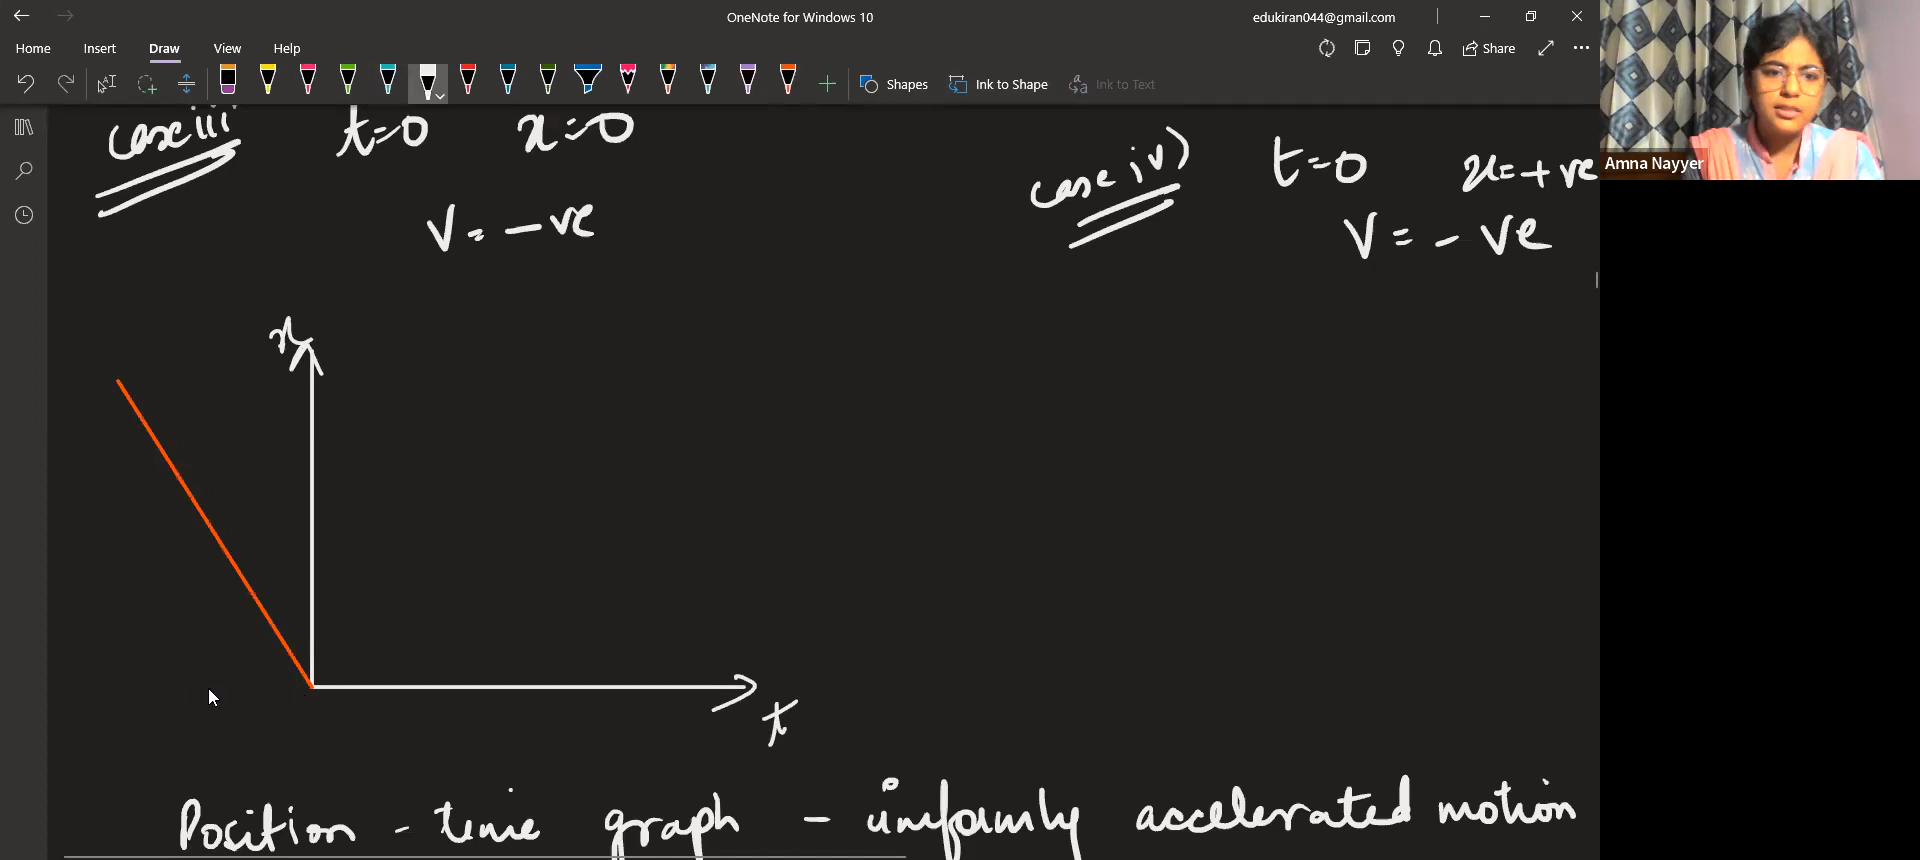 OneNote for Windows 10
edukiran044@gmail.com
Home Insert Draw View Help
Share
Shapes Ink to Shape Ink to Text
Amna Nayyer
case iii) t=0 x=0
v = -ve
case iv) t=0 x=+ve
V = -ve
x
t
Position - time graph - uniformly accelerated motion